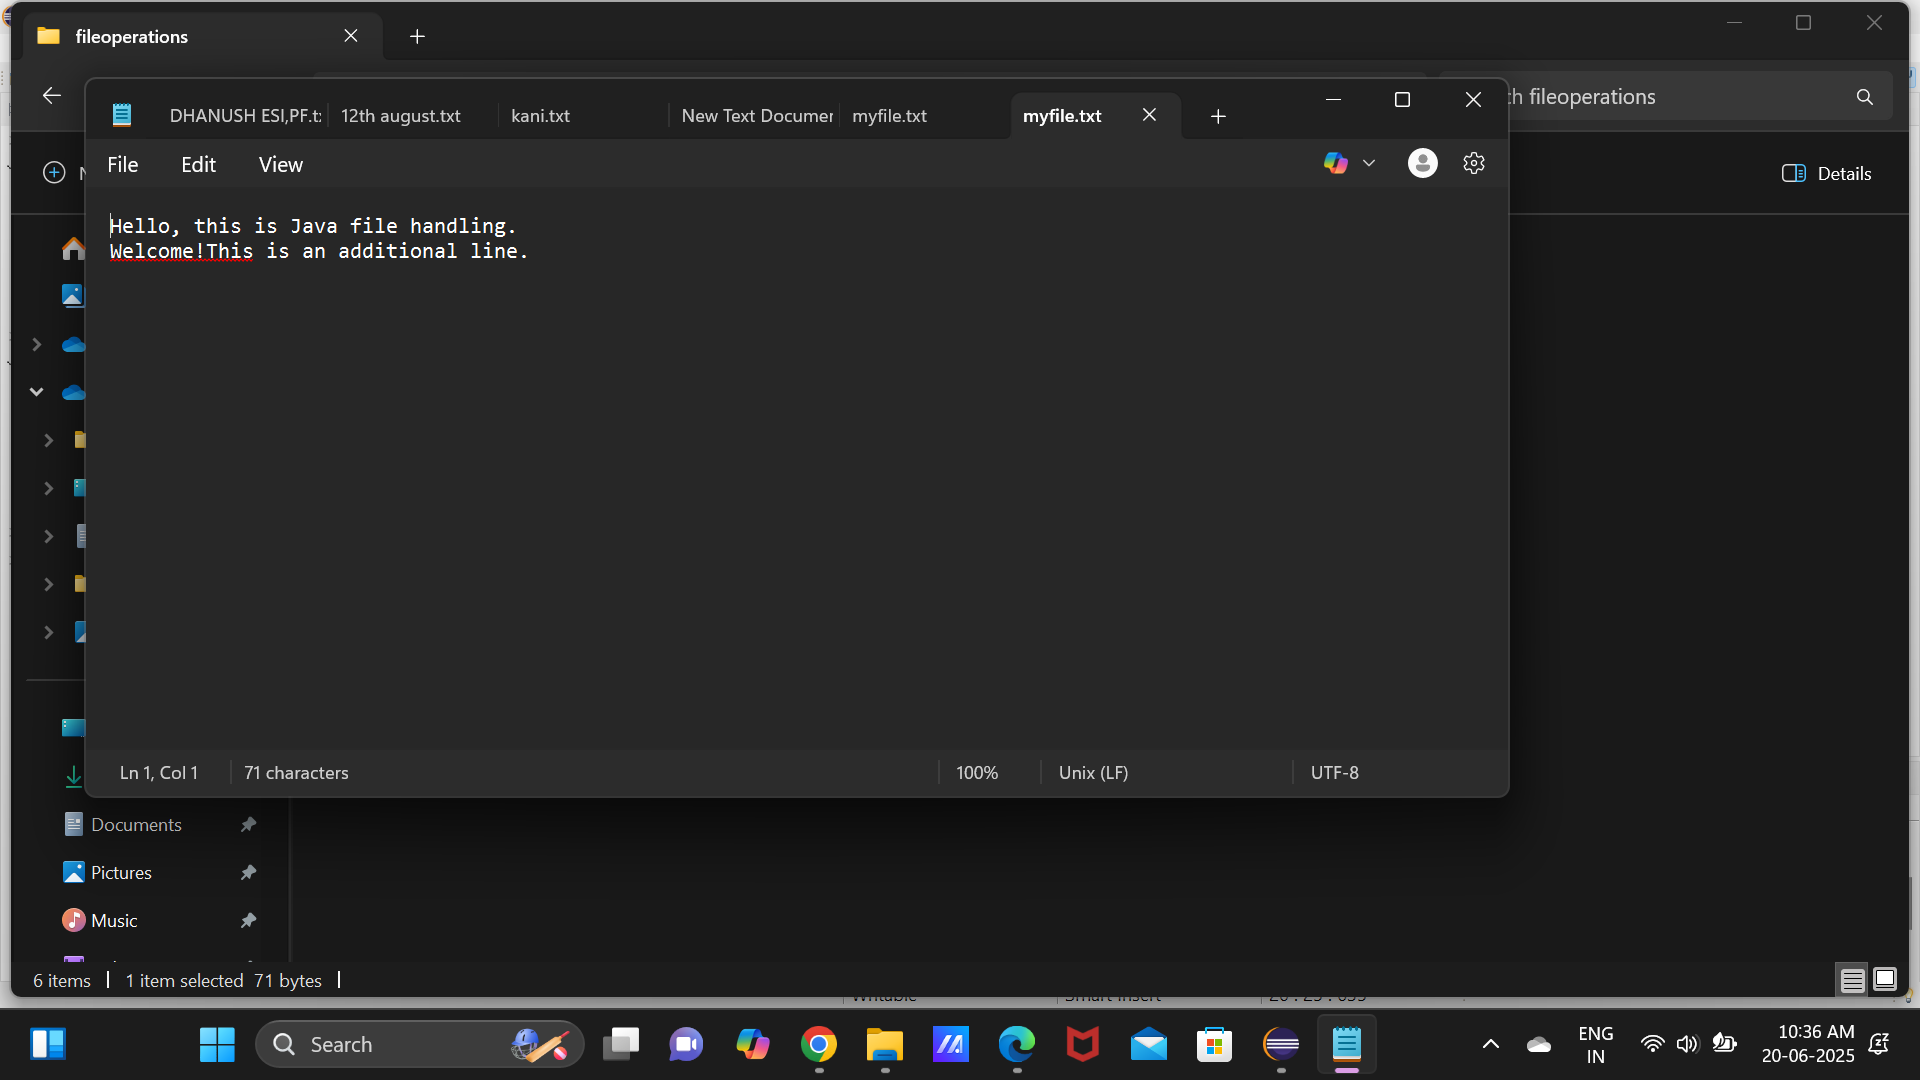 fileoperations
fileoperations
DHANUSH ESI,PF.t
12th august.txt
kani.txt
New Text Documer
myfile.txt
myfile.txt
File
Edit
View
Details
Hello, this is Java file handling.
Welcome!This is an additional line.
Ln 1, Col 1
71 characters
100%
Unix (LF)
UTF-8
Documents
Pictures
Music
6 items
1 item selected 71 bytes
Search
ENG
IN
10:36 AM
20-06-2025